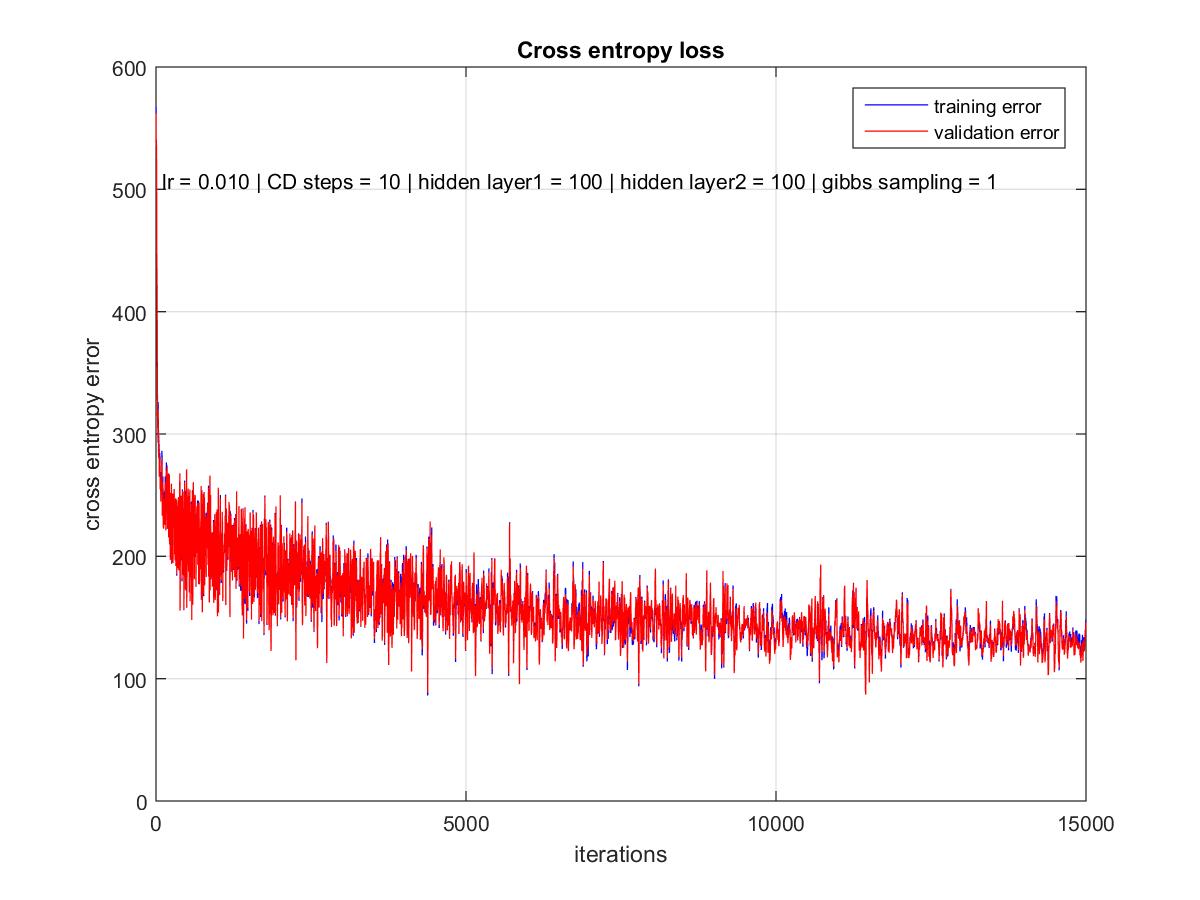 Cross entropy loss
600
training error
validation error
500
lr = 0.010 | CD steps = 10 | hidden layer1 = 100 | hidden layer2 = 100 | gibbs sampling = 1
400
cross entropy error
300
200
100
0
0 5000 10000 15000
iterations